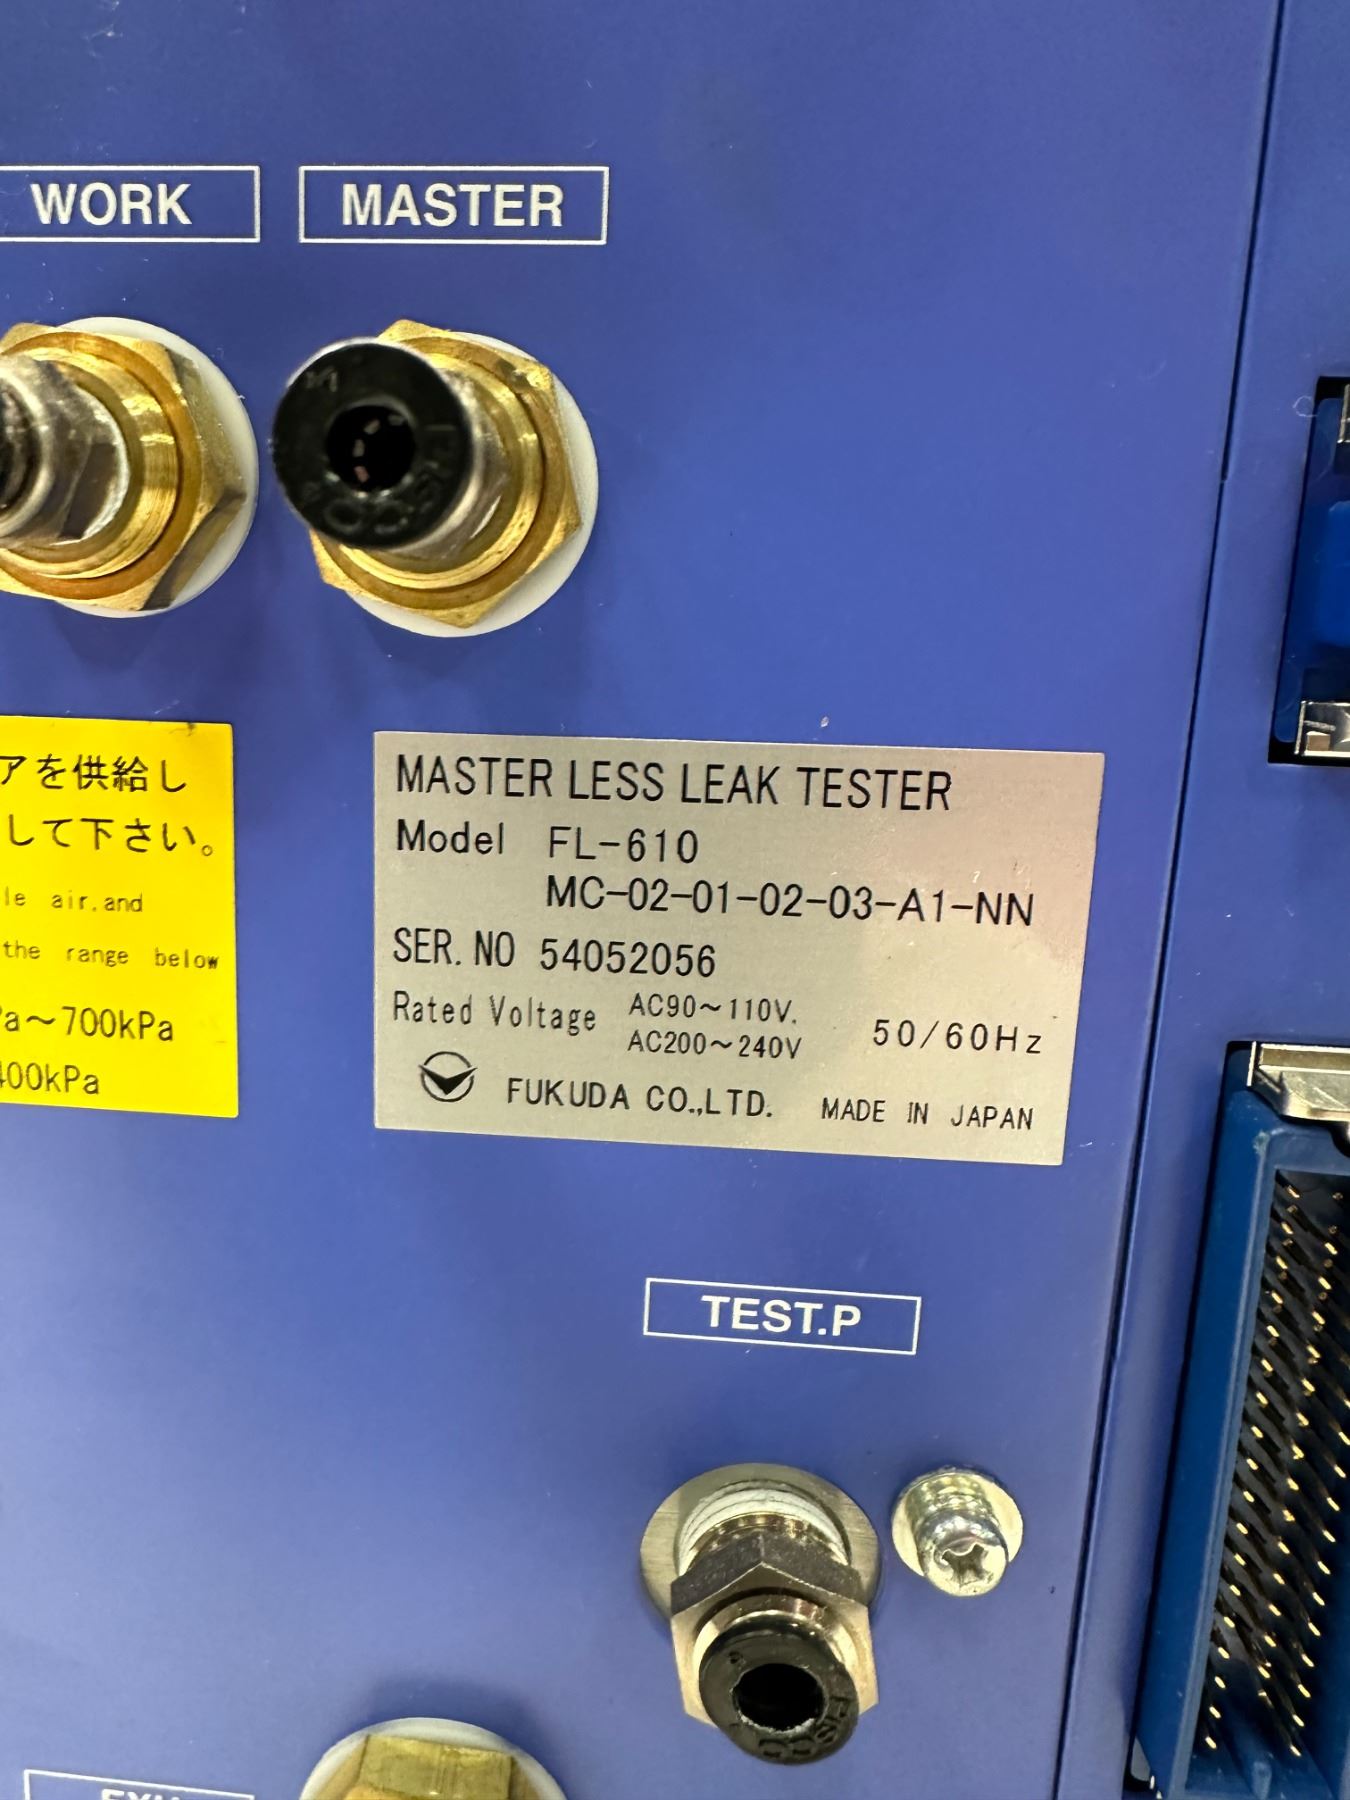 WORK
MASTER
アを供給し
して下さい。
le air,and
the range below
Pa～700kPa
400kPa
MASTER LESS LEAK TESTER
Model FL-610
MC-02-01-02-03-A1-NN
SER. NO 54052056
Rated Voltage AC90～110V.
AC200～240V 50/60Hz
FUKUDA CO.,LTD. MADE IN JAPAN
TEST.P